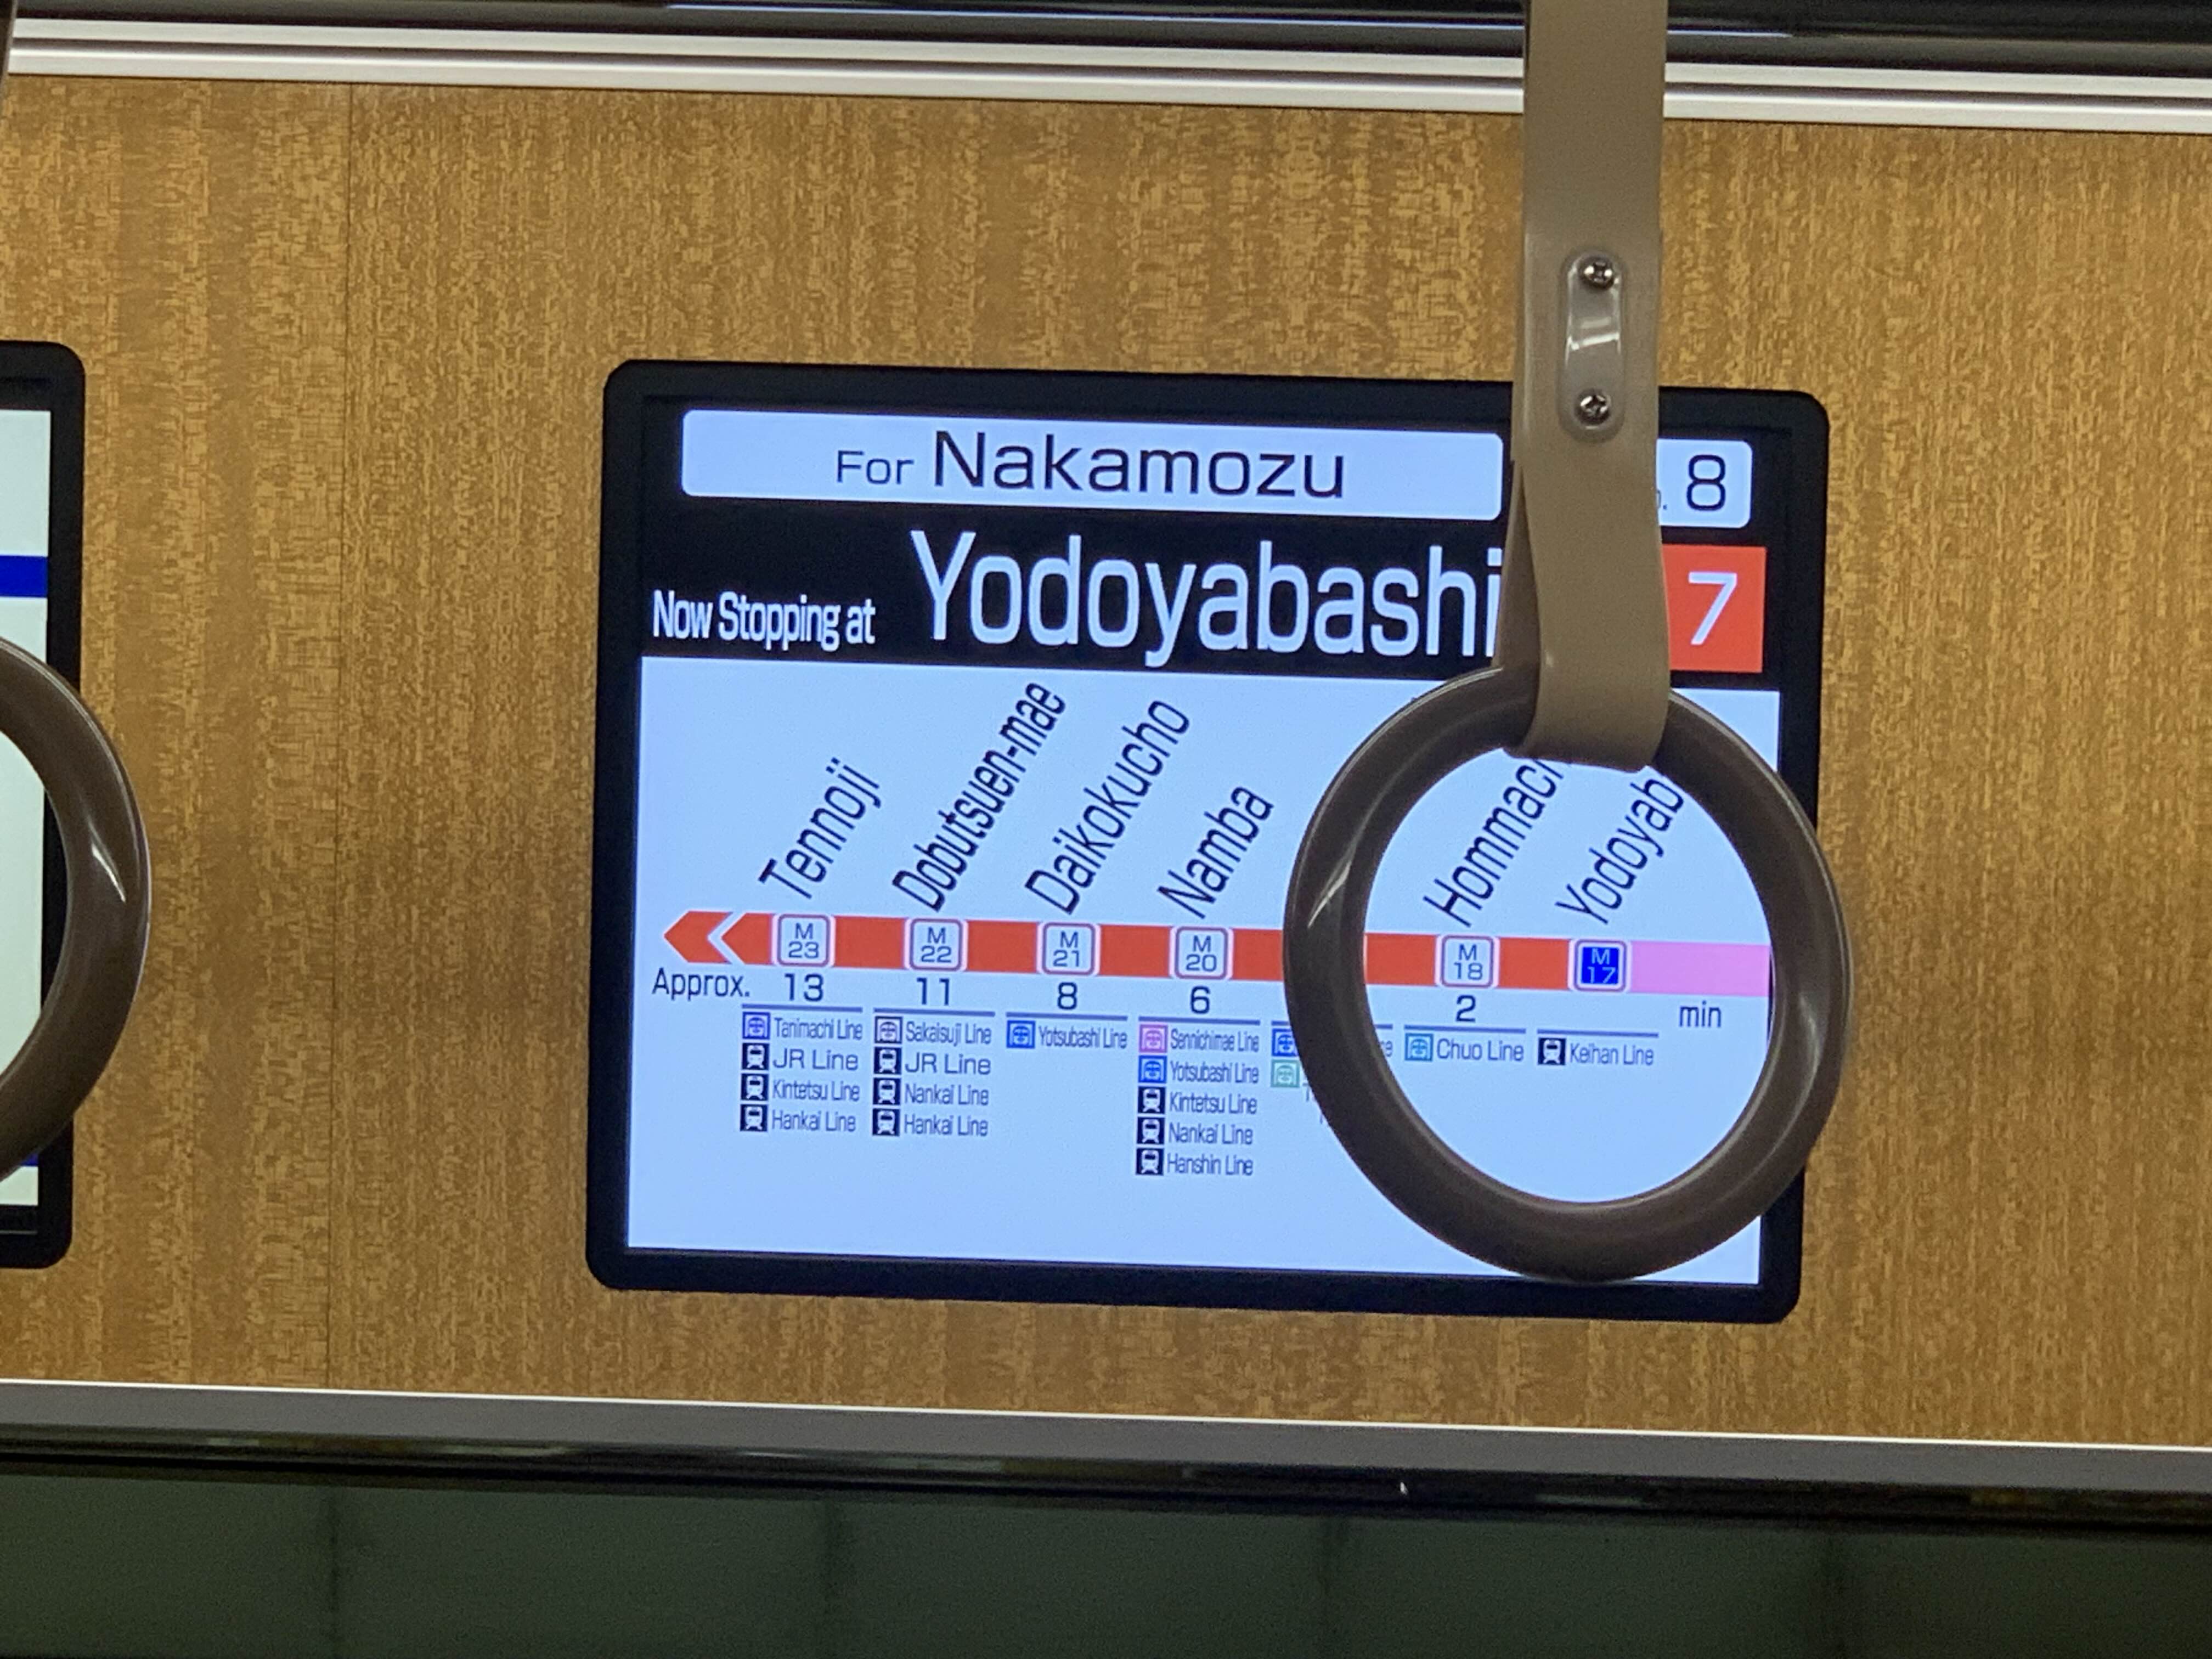 For Nakamozu
8
Now Stopping at Yodoyabashi
7
Tennoji
Dobutsuen-mae
Daikokucho
Namba
M 23
M 22
M 21
M 20
M 18
M 17
Approx. 13 11 8 6 2 min
Tanimachi Line
JR Line
Kintetsu Line
Hankai Line
Sakaisuji Line
JR Line
Nankai Line
Hankai Line
Yotsubashi Line
Sennichimae Line
Yotsubashi Line
Kintetsu Line
Nankai Line
Hanshin Line
Chuo Line
Keihan Line